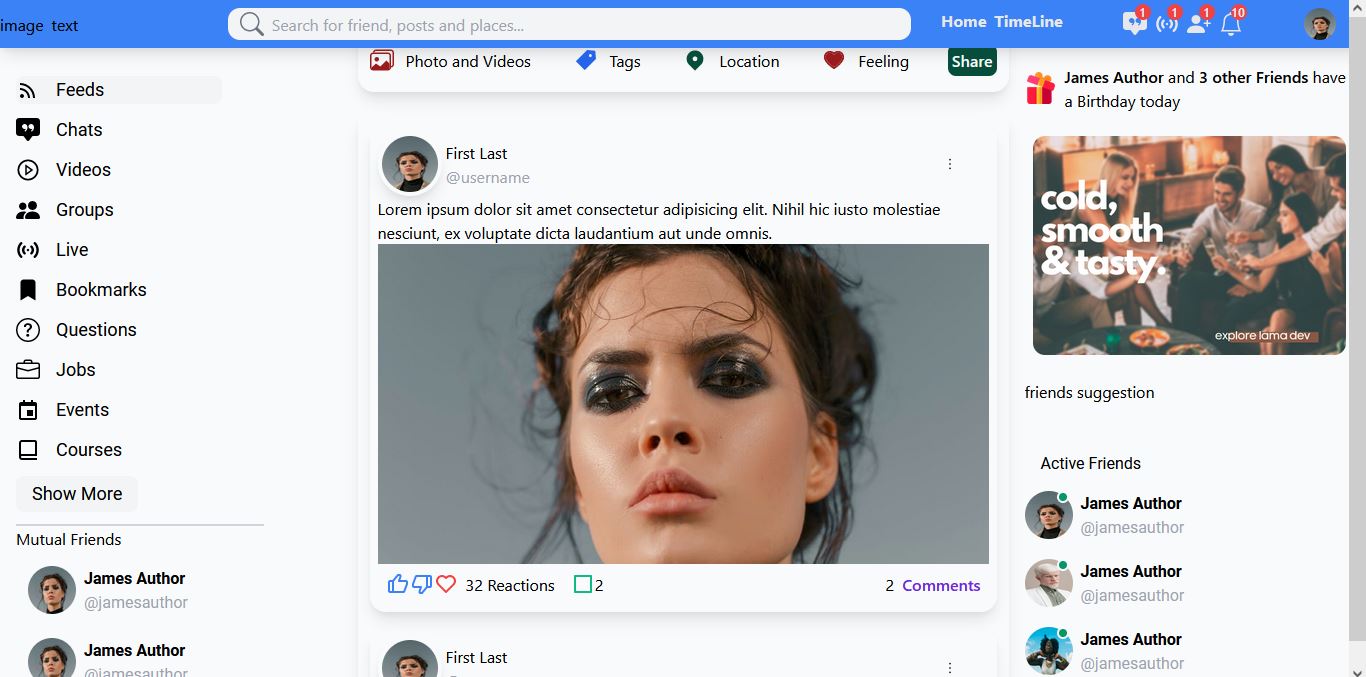 image text
Search for friend, posts and places...
Home TimeLine
1
1
1
10
Feeds
Chats
Videos
Groups
Live
Bookmarks
Questions
Jobs
Events
Courses
Show More
Mutual Friends
James Author
@jamesauthor
James Author
@jamesauthor
Photo and Videos
Tags
Location
Feeling
Share
First Last
@username
Lorem ipsum dolor sit amet consectetur adipisicing elit. Nihil hic iusto molestiae
nesciunt, ex voluptate dicta laudantium aut unde omnis.
32 Reactions
2
2 Comments
First Last
James Author and 3 other Friends have
a Birthday today
cold,
smooth
& tasty.
explore lama dev
friends suggestion
Active Friends
James Author
@jamesauthor
James Author
@jamesauthor
James Author
@jamesauthor